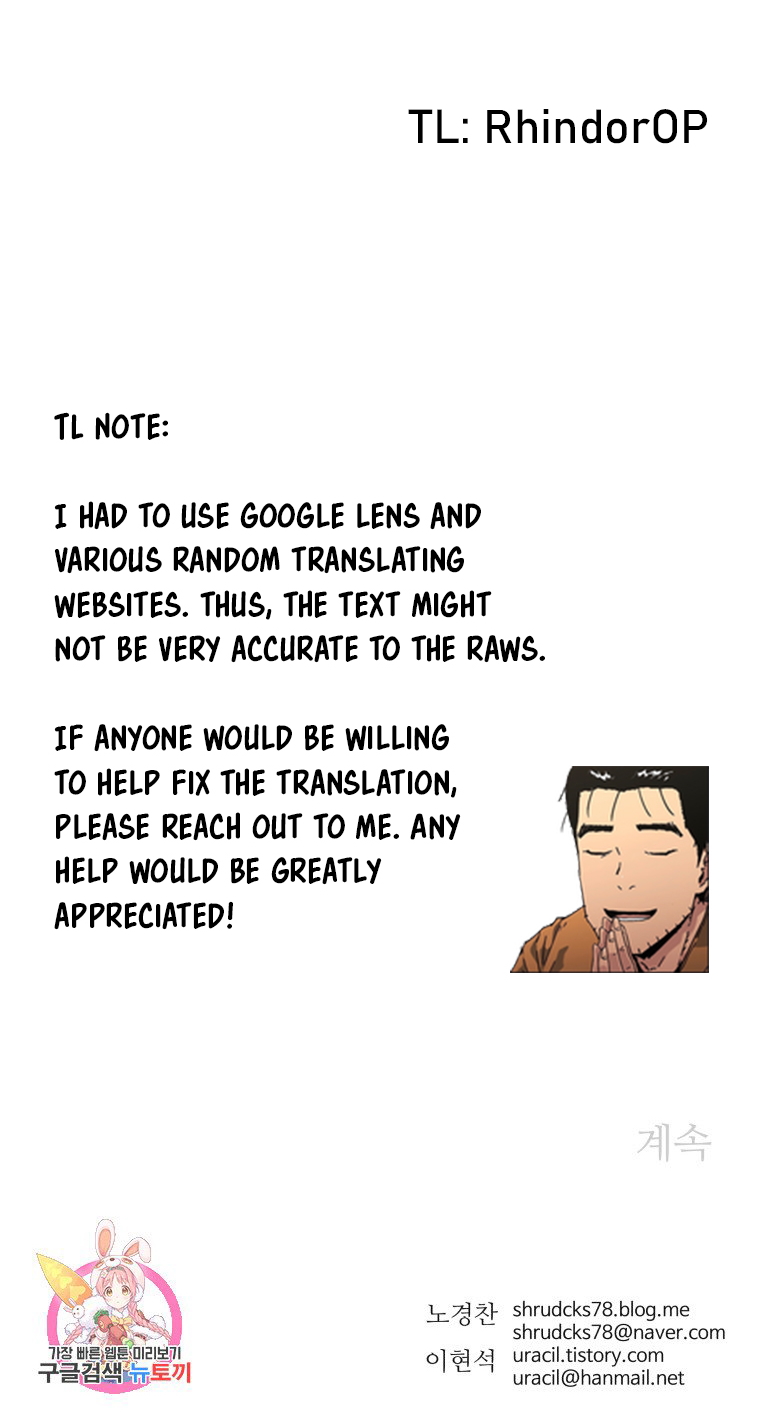 TL: RhindorOP
TL NOTE:
I HAD TO USE GOOGLE LENS AND
VARIOUS RANDOM TRANSLATING
WEBSITES. THUS, THE TEXT MIGHT
NOT BE VERY ACCURATE TO THE RAWS.
IF ANYONE WOULD BE WILLING
TO HELP FIX THE TRANSLATION,
PLEASE REACH OUT TO ME. ANY
HELP WOULD BE GREATLY
APPRECIATED!
계속
가장 빠른 웹툰 미리보기
구글검색 뉴토끼
노경찬 shrudcks78.blog.me
shrudcks78@naver.com
이현석 uracil.tistory.com
uracil@hanmail.net